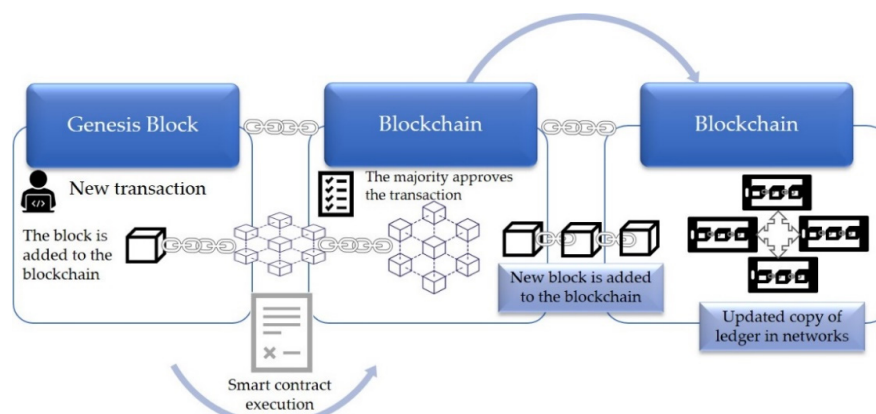 Genesis Block
Blockchain
Blockchain
New transaction
The block is
added to the
blockchain
The majority approves
the transaction
New block is added
to the blockchain
Updated copy of
ledger in networks
Smart contract
execution